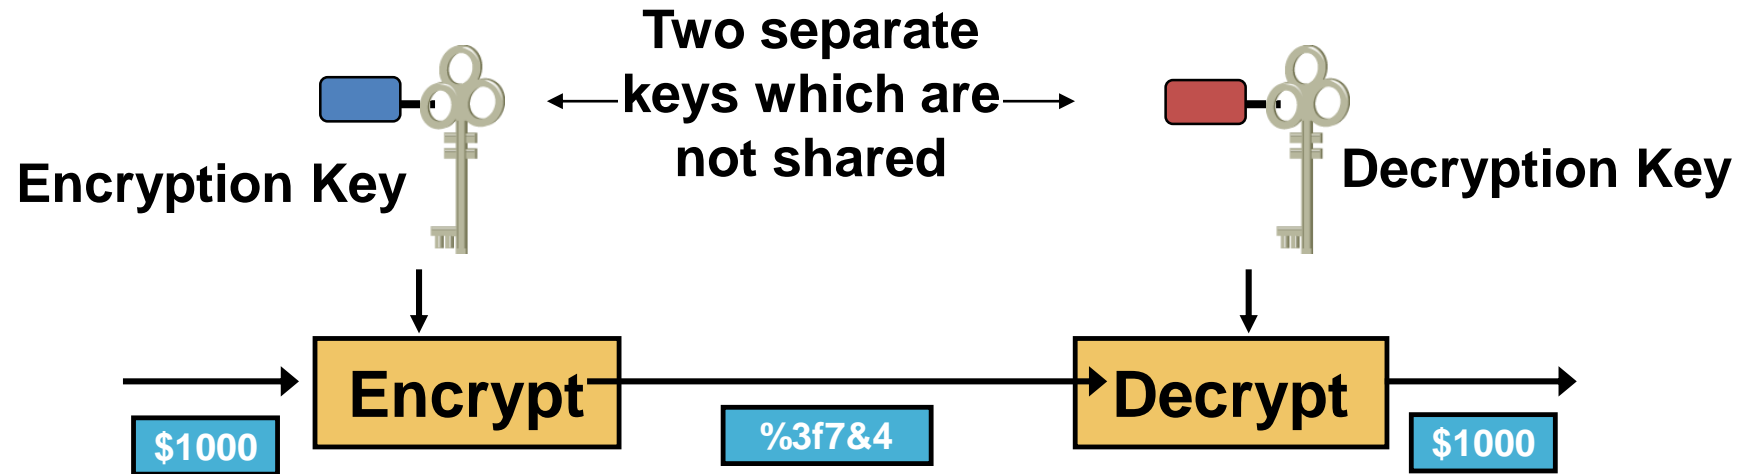 Two separate
keys which are
not shared
Encryption Key
Decryption Key
Encrypt
Decrypt
$1000
%3f7&4
$1000